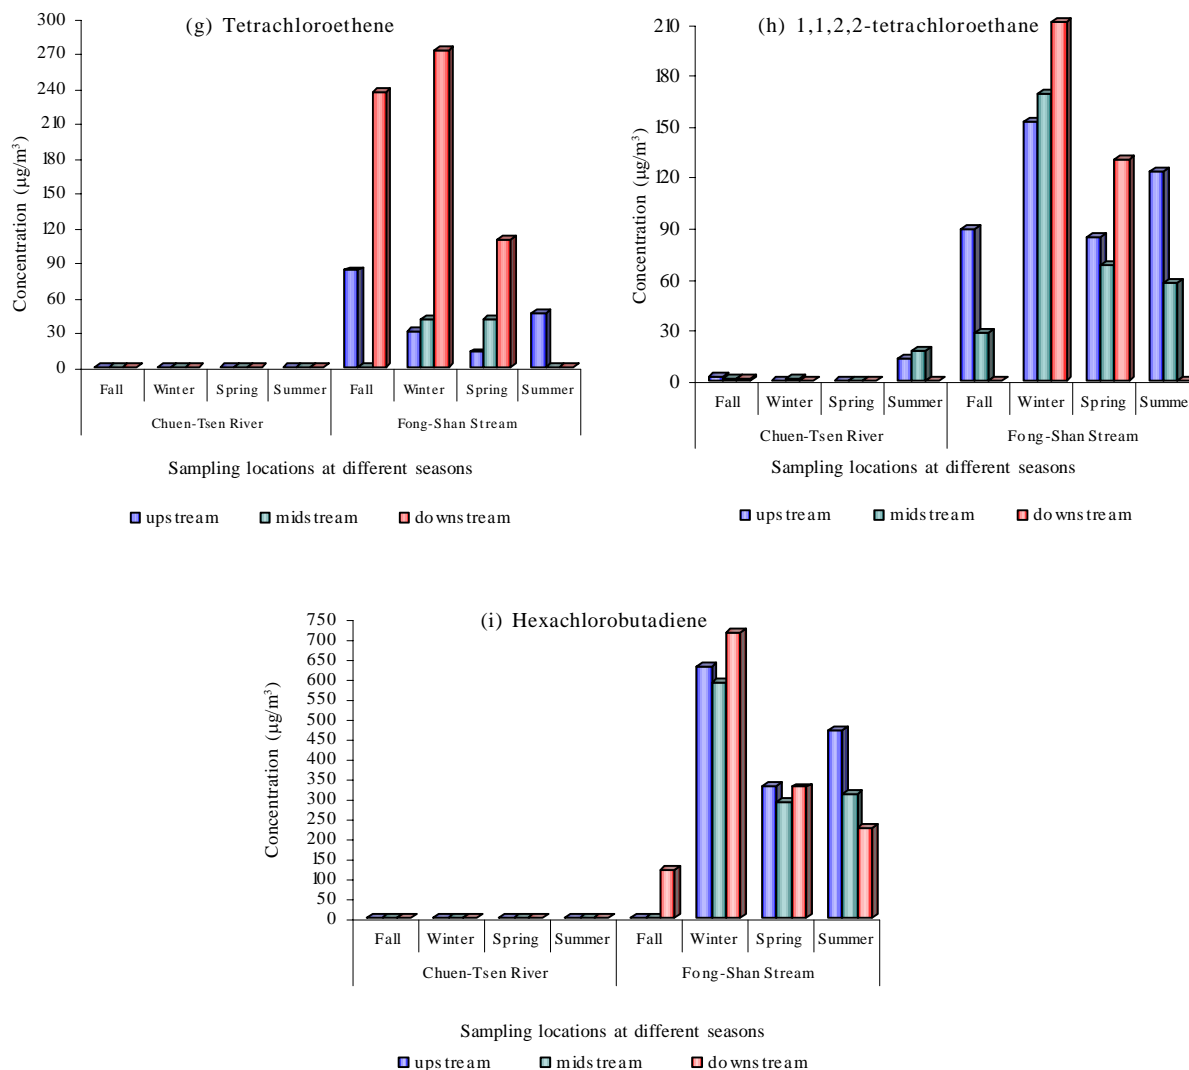 (g) Tetrachloroethene
300
270
240
210
180
150
120
90
60
30
0
Concentration (µg/m³)
Fall Winter Spring Summer Fall Winter Spring Summer
Chuen-Tsen River Fong-Shan Stream
Sampling locations at different seasons
upstream midstream downstream
(h) 1,1,2,2-tetrachloroethane
210
180
150
120
90
60
30
0
Concentration (µg/m³)
Fall Winter Spring Summer Fall Winter Spring Summe
Chuen-Tsen River Fong-Shan Stream
Sampling locations at different seasons
upstream midstream downstream
(i) Hexachlorobutadiene
750
700
650
600
550
500
450
400
350
300
250
200
150
100
50
0
Concentration (µg/m³)
Fall Winter Spring Summer Fall Winter Spring Summer
Chuen-Tsen River Fong-Shan Stream
Sampling locations at different seasons
upstream midstream downstream